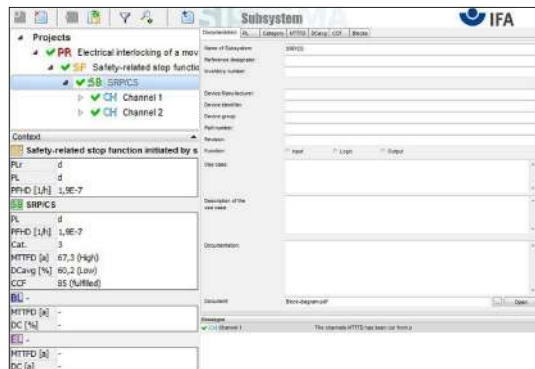 Subsystem
IFA
Projects
PR Electrical interlocking of a mov
SF Safety-related stop functio
SB SRP/CS
CH Channel 1
CH Channel 2
Context
Safety-related stop function initiated by s
PLr d
PL d
PFHD [1/h] 1,9E-7
SB SRP/CS
PL d
PFHD [1/h] 1,9E-7
Cat. 3
MTTFD [a] 67,3 (High)
DCavg [%] 60,2 (Low)
CCF 85 (fulfilled)
BL -
MTTFD [a] -
DC [%] -
EL -
MTTFD [a] -
DC [a] -
Documentation PL Category MTTFD DCavg CCF Blocks
Name of Subsystem: SRP/CS
Reference designator:
Inventory number:
Device Manufacturer:
Device identifier:
Device group:
Part number:
Revision:
Function: Input Logic Output
Use case:
Description of the
use case:
Documentation:
Document Block-diagram.pdf ... Open
Messages
CH Channel 1 The channels MTTFD has been cut from